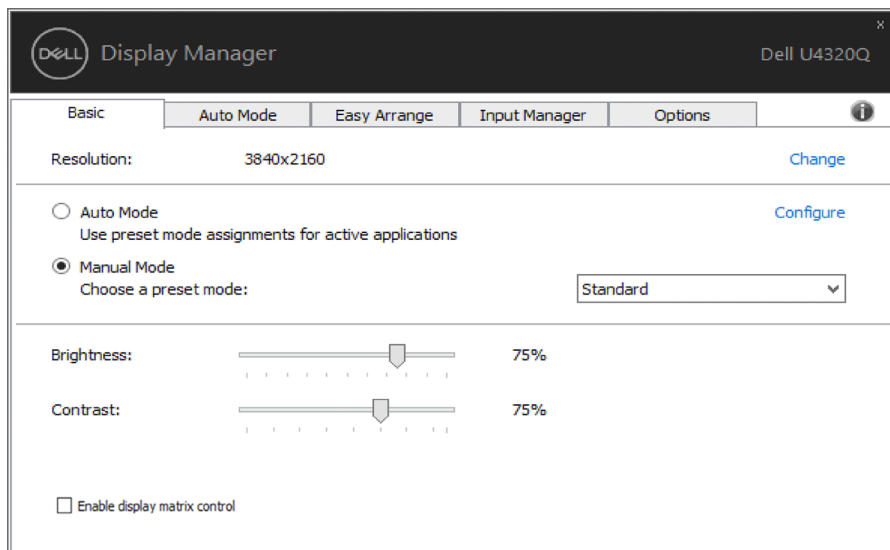 DELL Display Manager
x
Dell U4320Q
Basic Auto Mode Easy Arrange Input Manager Options i
Resolution: 3840x2160 Change
Auto Mode Configure
Use preset mode assignments for active applications
Manual Mode
Choose a preset mode: Standard
Brightness: 75%
Contrast: 75%
Enable display matrix control